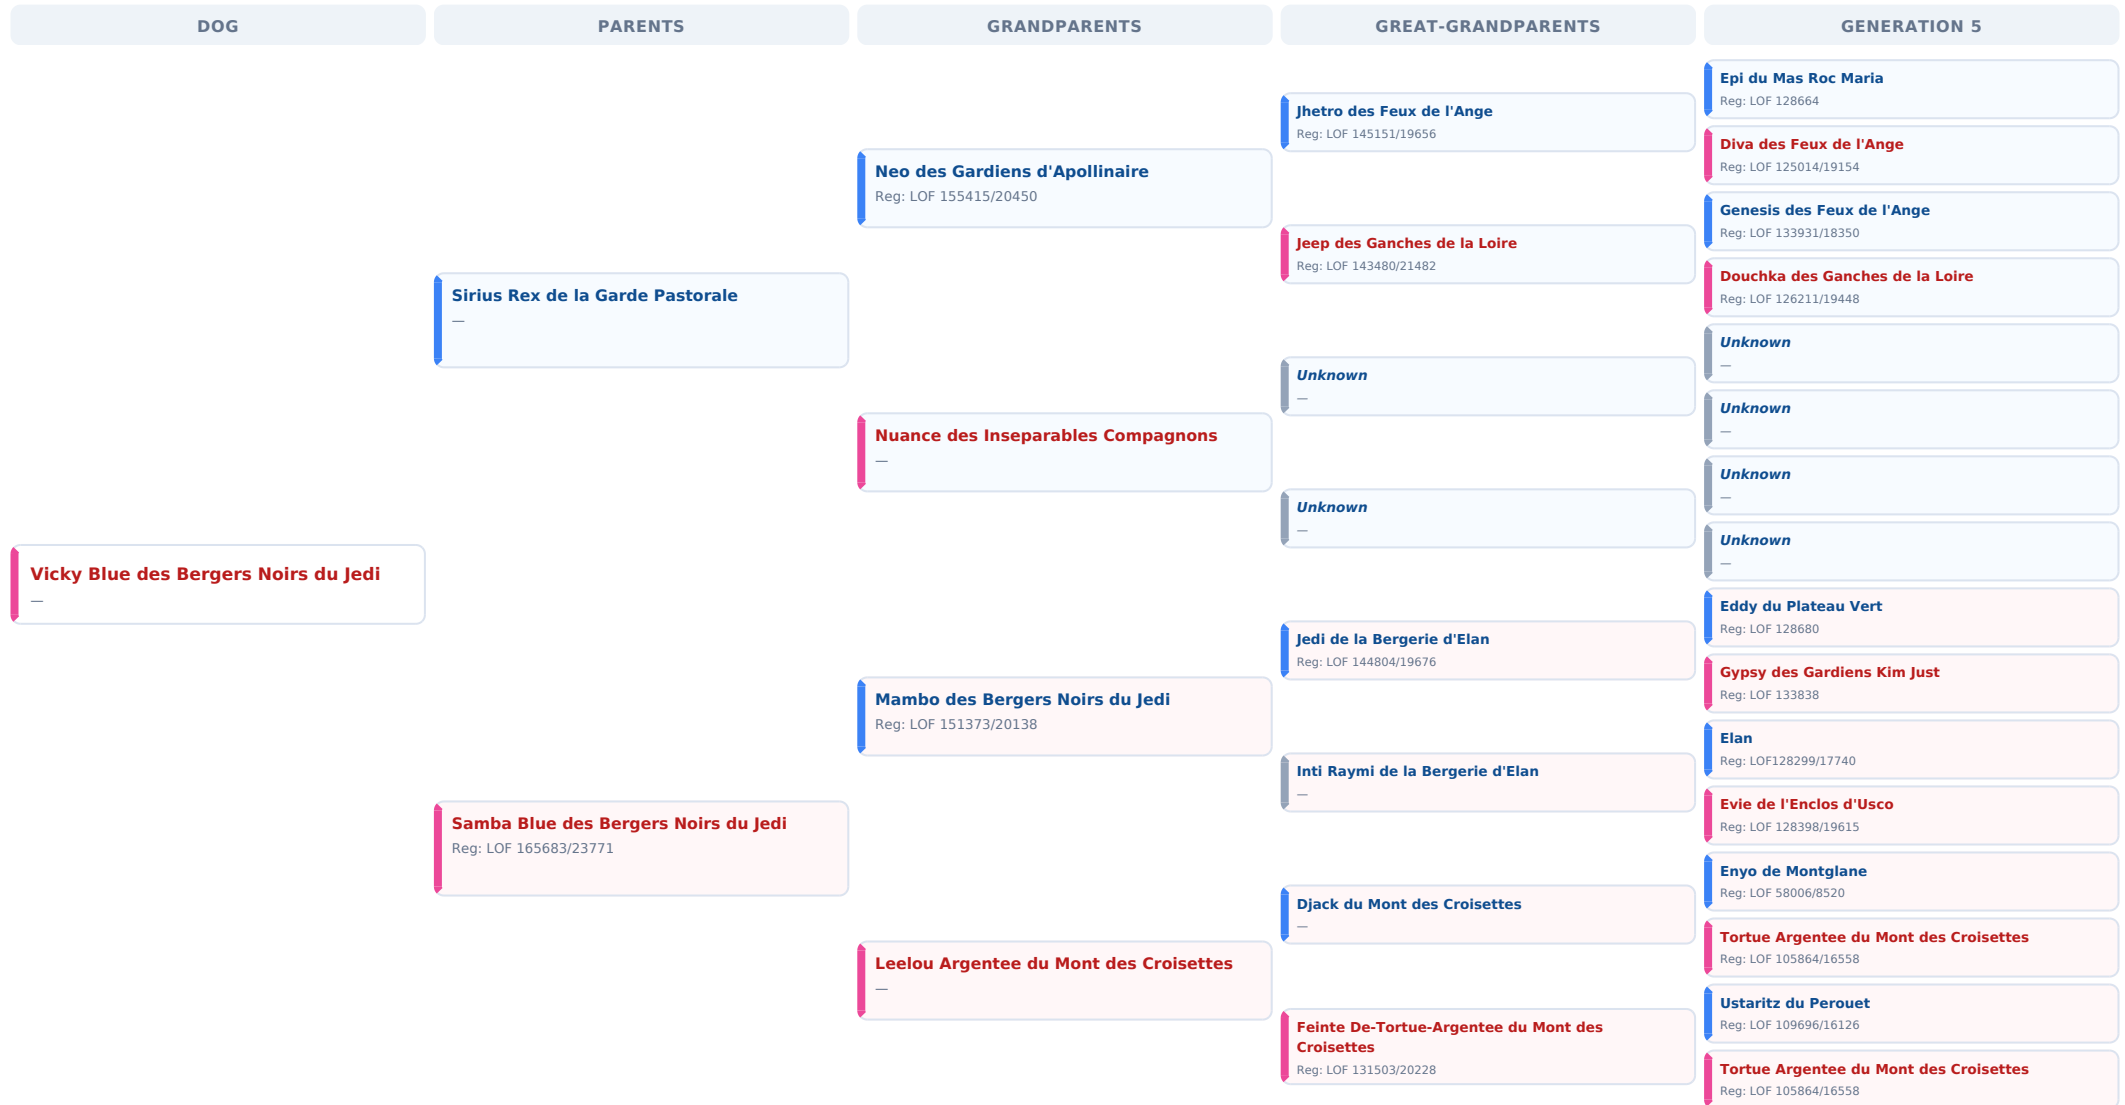 DOG
PARENTS
GRANDPARENTS
GREAT-GRANDPARENTS
GENERATION 5
Vicky Blue des Bergers Noirs du Jedi
—
Sirius Rex de la Garde Pastorale
—
Samba Blue des Bergers Noirs du Jedi
Reg: LOF 165683/23771
Neo des Gardiens d'Apollinaire
Reg: LOF 155415/20450
Nuance des Inseparables Compagnons
—
Mambo des Bergers Noirs du Jedi
Reg: LOF 151373/20138
Leelou Argentee du Mont des Croisettes
—
Jhetro des Feux de l'Ange
Reg: LOF 145151/19656
Jeep des Ganches de la Loire
Reg: LOF 143480/21482
Unknown
—
Unknown
—
Jedi de la Bergerie d'Elan
Reg: LOF 144804/19676
Inti Raymi de la Bergerie d'Elan
—
Djack du Mont des Croisettes
—
Feinte De-Tortue-Argentee du Mont des
Croisettes
Reg: LOF 131503/20228
Epi du Mas Roc Maria
Reg: LOF 128664
Diva des Feux de l'Ange
Reg: LOF 125014/19154
Genesis des Feux de l'Ange
Reg: LOF 133931/18350
Douchka des Ganches de la Loire
Reg: LOF 126211/19448
Unknown
—
Unknown
—
Unknown
—
Unknown
—
Eddy du Plateau Vert
Reg: LOF 128680
Gypsy des Gardiens Kim Just
Reg: LOF 133838
Elan
Reg: LOF128299/17740
Evie de l'Enclos d'Usco
Reg: LOF 128398/19615
Enyo de Montglane
Reg: LOF 58006/8520
Tortue Argentee du Mont des Croisettes
Reg: LOF 105864/16558
Ustaritz du Perouet
Reg: LOF 109696/16126
Tortue Argentee du Mont des Croisettes
Reg: LOF 105864/16558